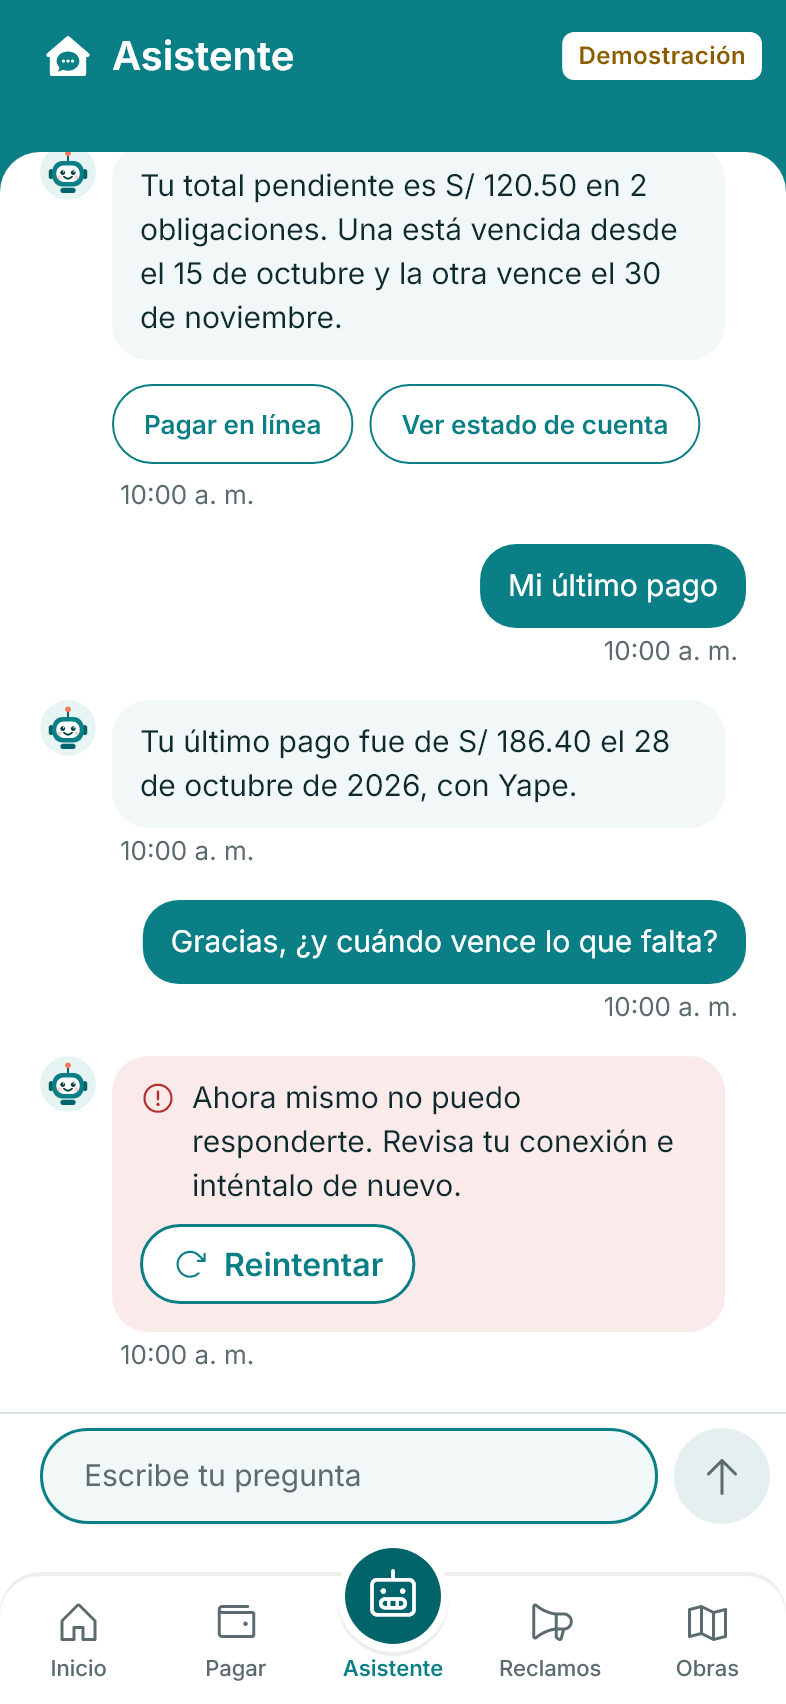 Asistente
Demostración
Tu total pendiente es S/ 120.50 en 2
obligaciones. Una está vencida desde
el 15 de octubre y la otra vence el 30
de noviembre.
Pagar en línea
Ver estado de cuenta
10:00 a. m.
Mi último pago
10:00 a. m.
Tu último pago fue de S/ 186.40 el 28
de octubre de 2026, con Yape.
10:00 a. m.
Gracias, ¿y cuándo vence lo que falta?
10:00 a. m.
Ahora mismo no puedo
responderte. Revisa tu conexión e
inténtalo de nuevo.
Reintentar
10:00 a. m.
Escribe tu pregunta
Inicio
Pagar
Asistente
Reclamos
Obras